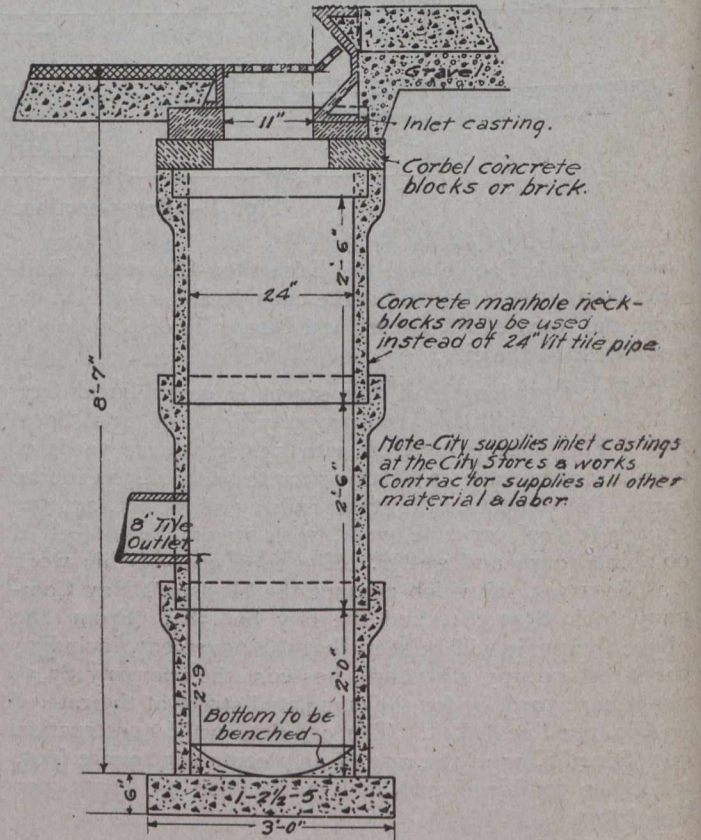 Gravel
11"
Inlet casting.
Corbel concrete
blocks or brick.
2'-6"
24"
Concrete manhole neck-
blocks may be used
instead of 24" Vit tile pipe
8'-7"
Note-City supplies inlet castings
at the City Stores & works
Contractor supplies all other
material & labor
2'-6"
8" Tile
Outlet
2'-9
2'-0"
Bottom to be
benched
6"
1-2½-5
3'-0"